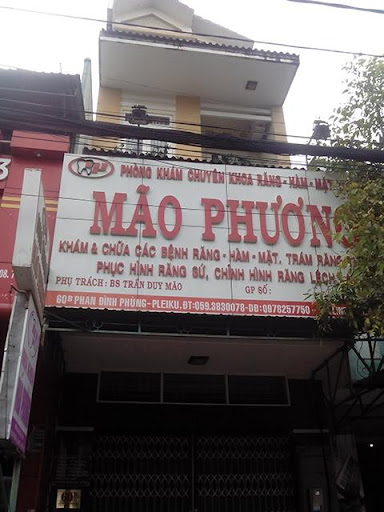 PHÒNG KHÁM CHUYÊN KHOA RĂNG - HÀM - MẶT
MÃO PHƯƠNG
KHÁM & CHỮA CÁC BỆNH RĂNG - HÀM - MẶT, TRÁM RĂNG
PHỤC HÌNH RĂNG SỨ, CHỈNH HÌNH RĂNG LỆCH
PHỤ TRÁCH : BS TRẦN DUY MÃO GP SỐ :
60B PHAN ĐÌNH PHÙNG - PLEIKU. ĐT: 059.3830078 - DĐ: 0976257750